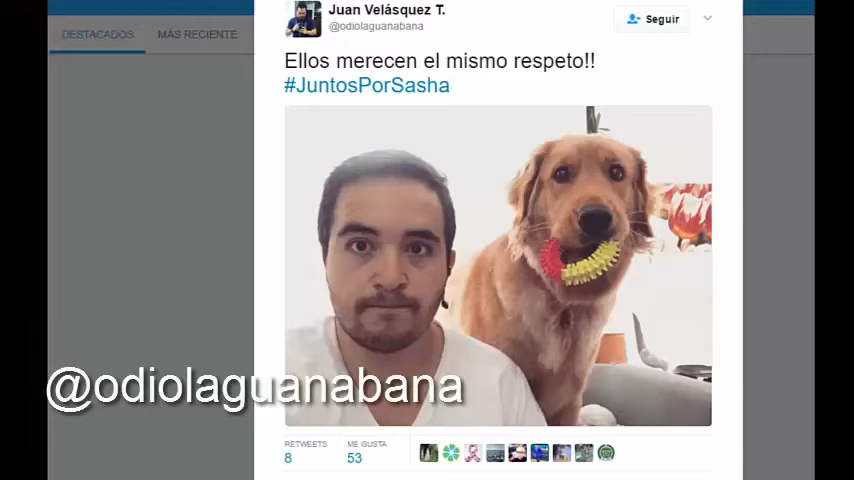 Juan Velásquez T.
@odiolaguanabana
Seguir
DESTACADOS
MÁS RECIENTE
Ellos merecen el mismo respeto!!
#JuntosPorSasha
@odiolaguanabana
RETWEETS
ME GUSTA
8
53